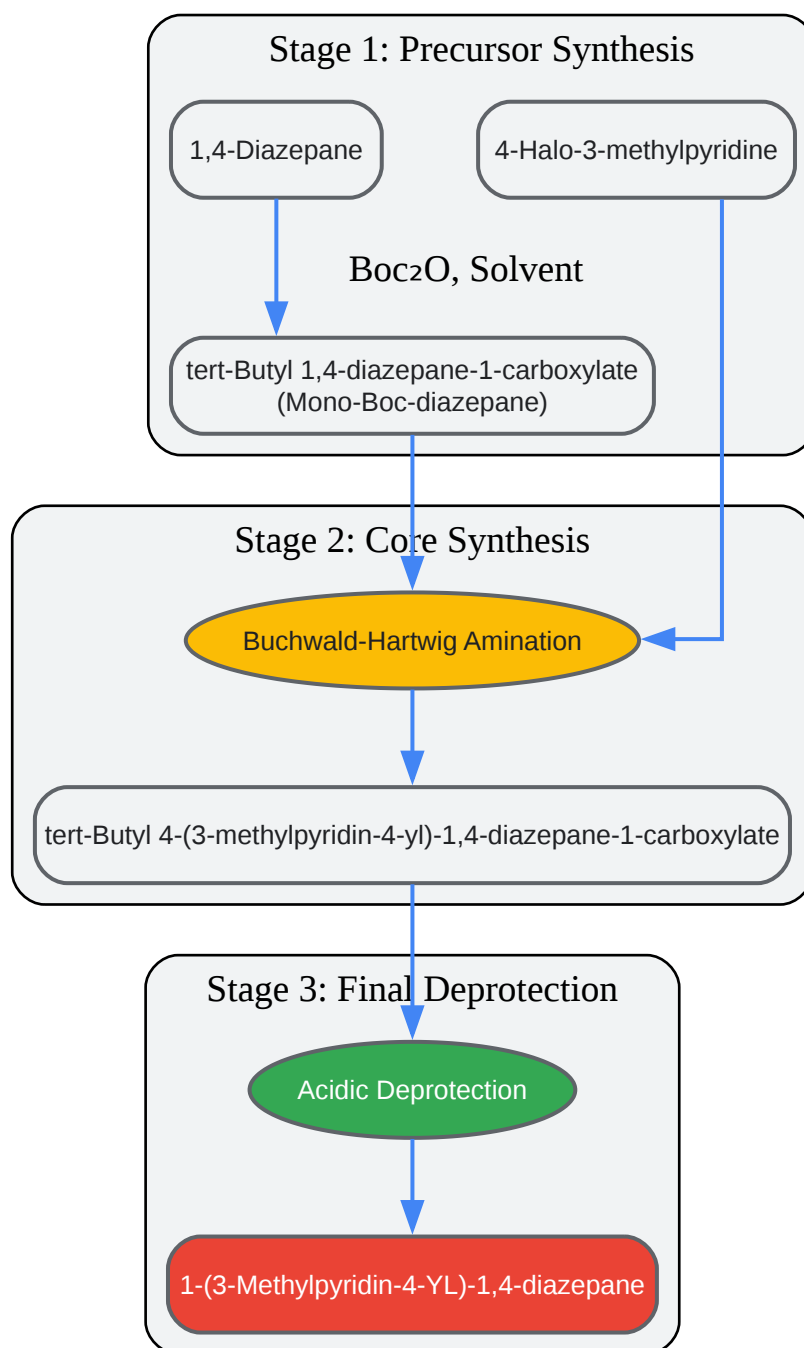 Stage 1: Precursor Synthesis
1,4-Diazepane
4-Halo-3-methylpyridine
Boc₂O, Solvent
tert-Butyl 1,4-diazepane-1-carboxylate
(Mono-Boc-diazepane)
Stage 2: Core Synthesis
Buchwald-Hartwig Amination
tert-Butyl 4-(3-methylpyridin-4-yl)-1,4-diazepane-1-carboxylate
Stage 3: Final Deprotection
Acidic Deprotection
1-(3-Methylpyridin-4-YL)-1,4-diazepane